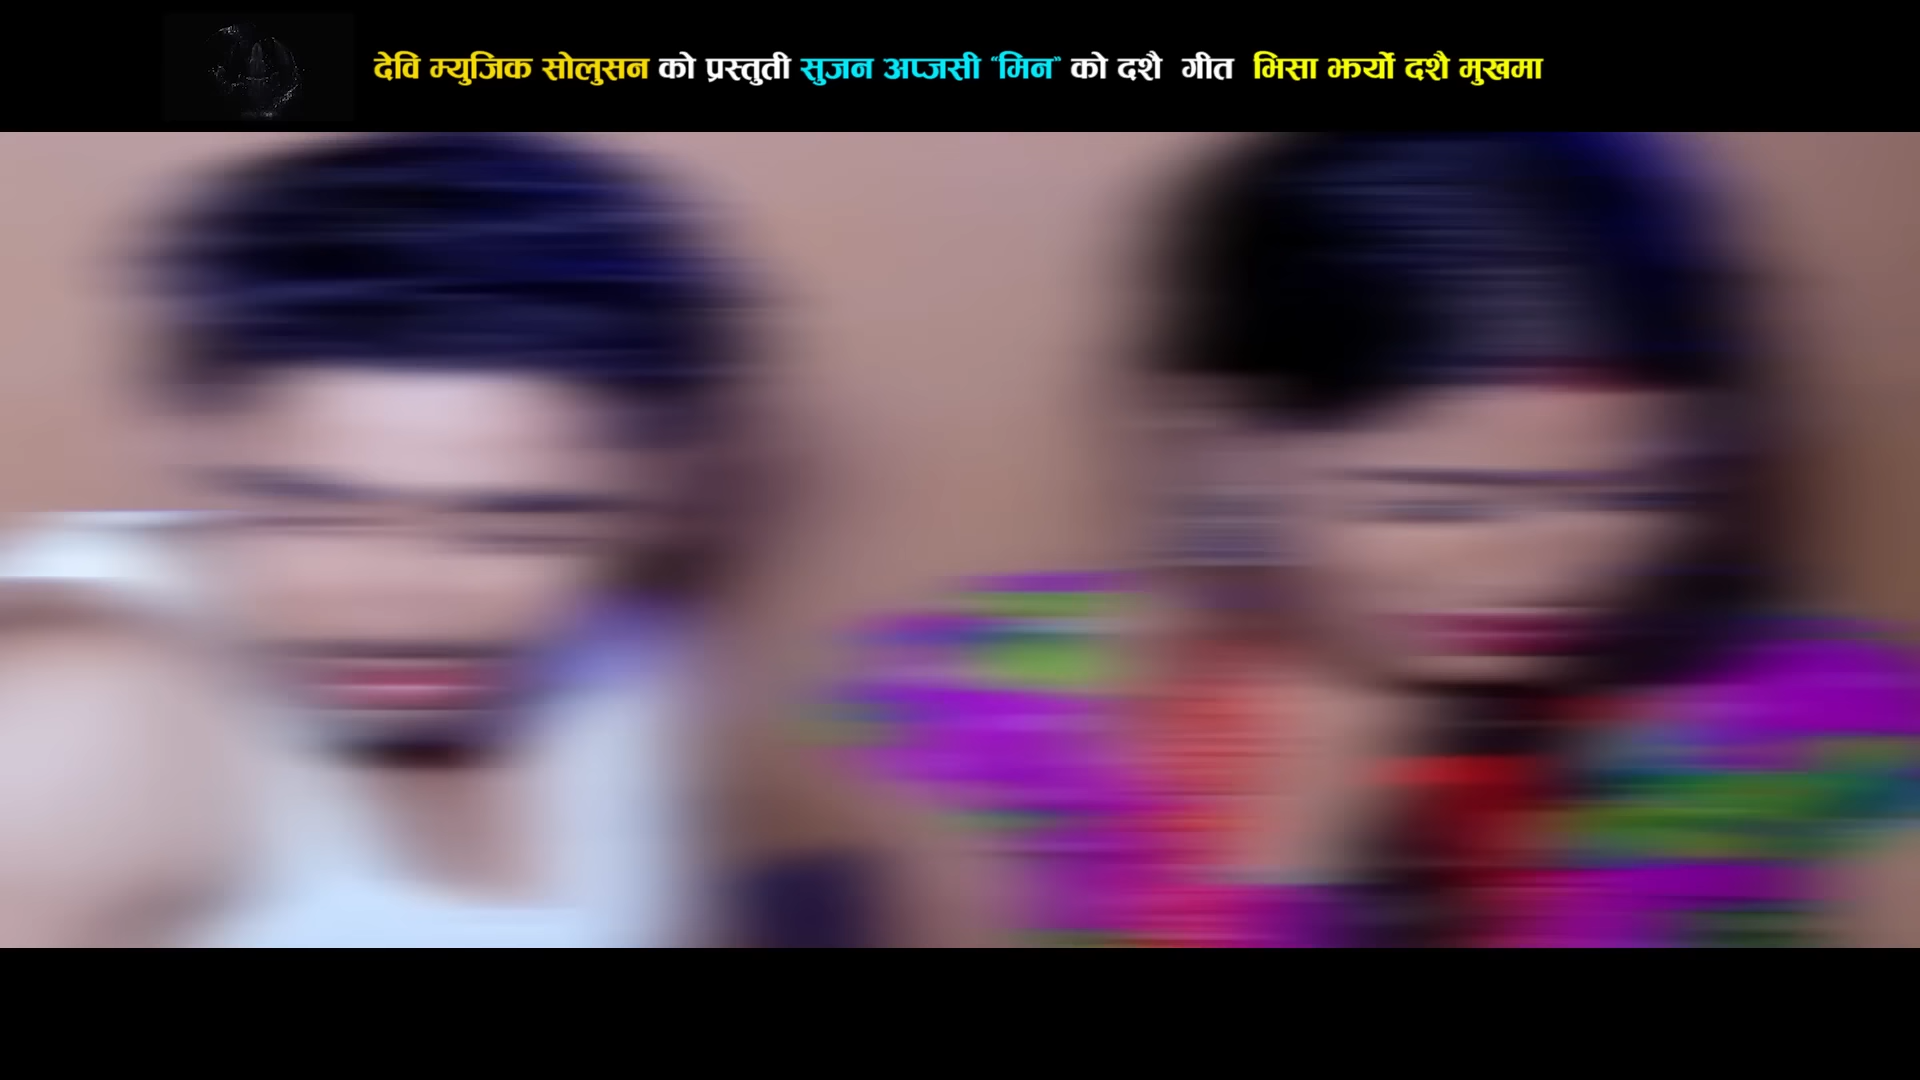 देवि म्युजिक सोलुसन को प्रस्तुती सुजन अप्जसी “मिन” को दशै गीत भिसा झर्यो दशै मुखमा